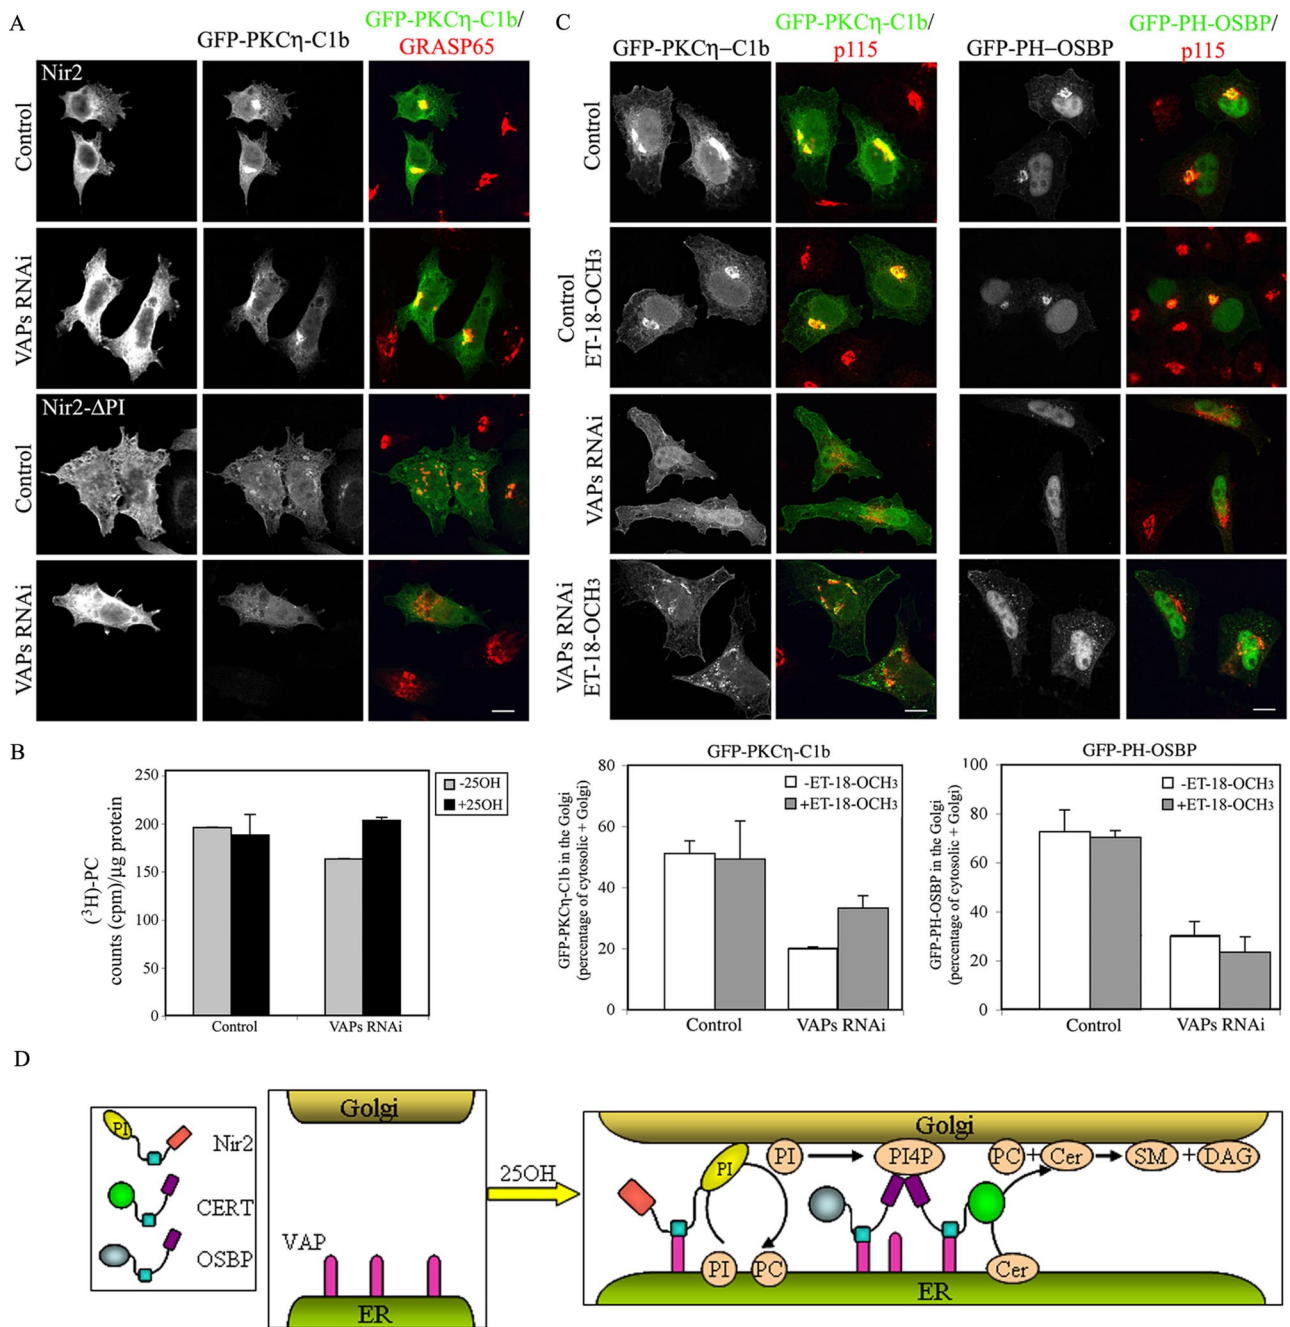 A
GFP-PKCη-C1b
GFP-PKCη-C1b/
GRASP65
Nir2
Control
VAPs RNAi
Nir2-ΔPI
Control
VAPs RNAi
C
GFP-PKCη–C1b
GFP-PKCη-C1b/
p115
GFP-PH–OSBP
GFP-PH-OSBP/
p115
Control
Control
ET-18-OCH3
VAPs RNAi
VAPs RNAi
ET-18-OCH3
B
250
200
150
100
50
0
(³H)-PC
counts (cpm)/µg protein
-25OH
+25OH
Control
VAPs RNAi
GFP-PKCη-C1b
80
60
40
20
0
GFP-PKCη-C1b in the Golgi
(percentage of cytosolic + Golgi)
-ET-18-OCH3
+ET-18-OCH3
Control
VAPs RNAi
GFP-PH-OSBP
100
80
60
40
20
0
GFP-PH-OSBP in the Golgi
(percentage of cytosolic + Golgi)
-ET-18-OCH3
+ET-18-OCH3
Control
VAPs RNAi
D
PI
Nir2
CERT
OSBP
Golgi
VAP
ER
25OH
Golgi
PI
PI
PI4P
PC + Cer
SM + DAG
PI
PC
Cer
ER